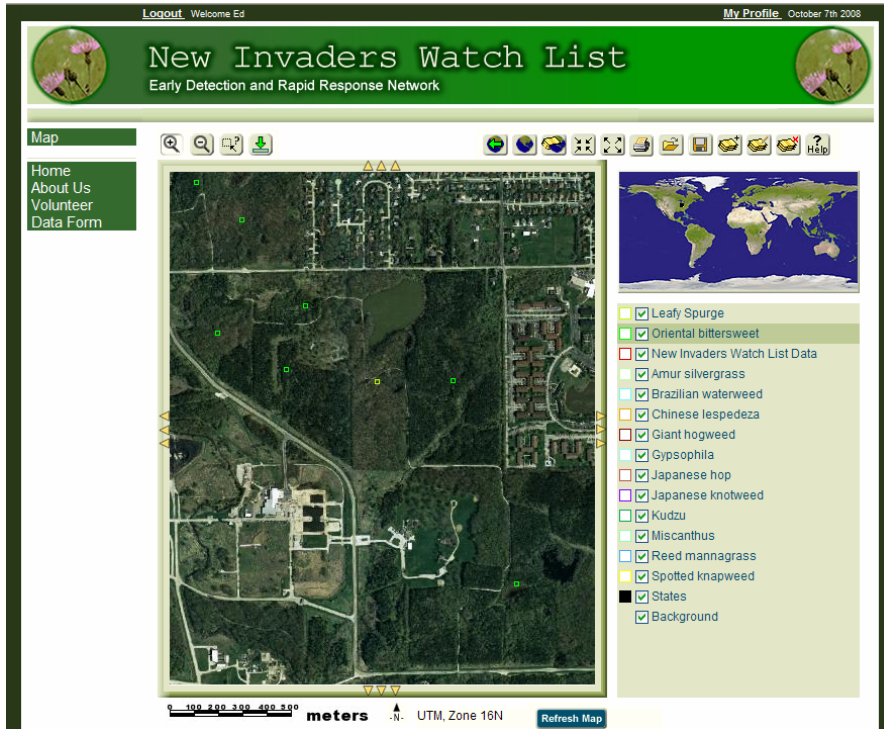 Logout Welcome Ed
My Profile October 7th 2008
New Invaders Watch List
Early Detection and Rapid Response Network
Map
Home
About Us
Volunteer
Data Form
?
Help
Leafy Spurge
Oriental bittersweet
New Invaders Watch List Data
Amur silvergrass
Brazilian waterweed
Chinese lespedeza
Giant hogweed
Gypsophila
Japanese hop
Japanese knotweed
Kudzu
Miscanthus
Reed mannagrass
Spotted knapweed
States
Background
0 100 200 300 400 500
meters
-N-
UTM, Zone 16N
Refresh Map